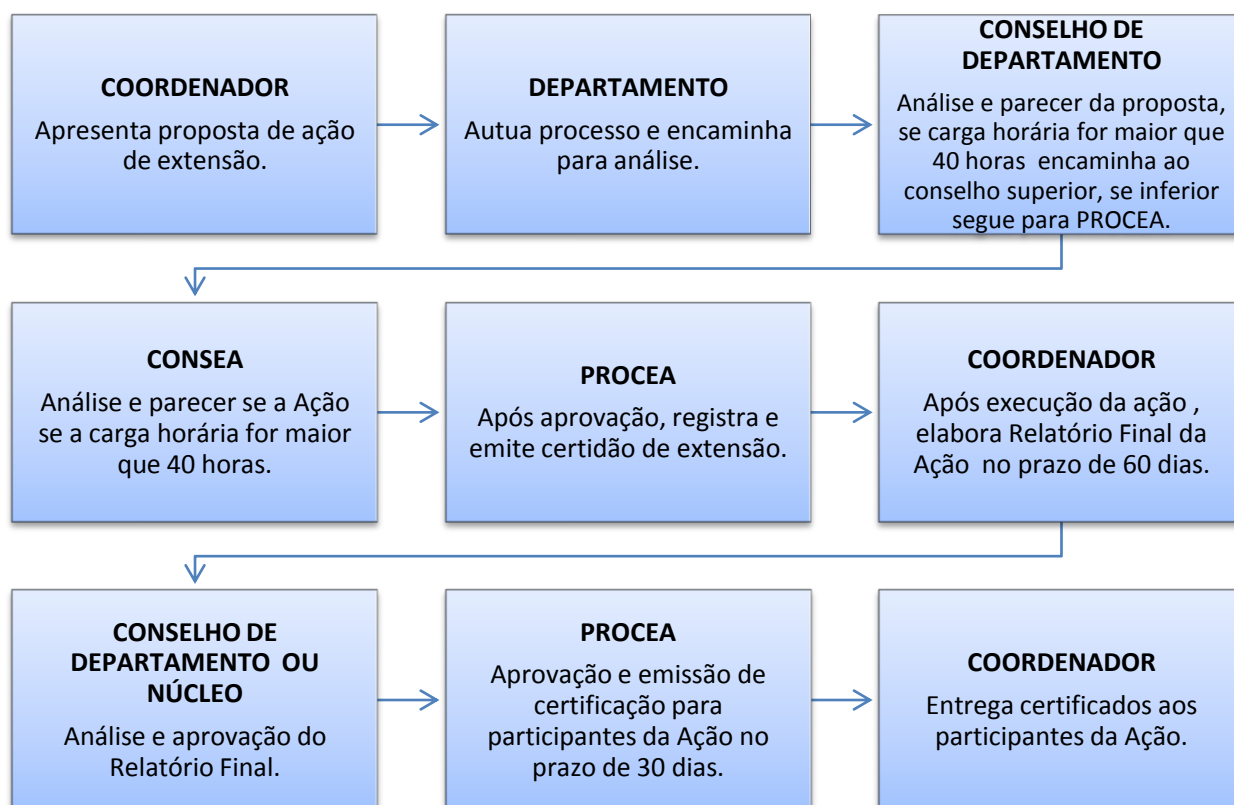 COORDENADOR
Apresenta proposta de ação
de extensão.
DEPARTAMENTO
Autua processo e encaminha
para análise.
CONSELHO DE
DEPARTAMENTO
Análise e parecer da proposta,
se carga horária for maior que
40 horas encaminha ao
conselho superior, se inferior
segue para PROCEA.
CONSEA
Análise e parecer se a Ação
se a carga horária for maior
que 40 horas.
PROCEA
Após aprovação, registra e
emite certidão de extensão.
COORDENADOR
Após execução da ação ,
elabora Relatório Final da
Ação no prazo de 60 dias.
CONSELHO DE
DEPARTAMENTO OU
NÚCLEO
Análise e aprovação do
Relatório Final.
PROCEA
Aprovação e emissão de
certificação para
participantes da Ação no
prazo de 30 dias.
COORDENADOR
Entrega certificados aos
participantes da Ação.